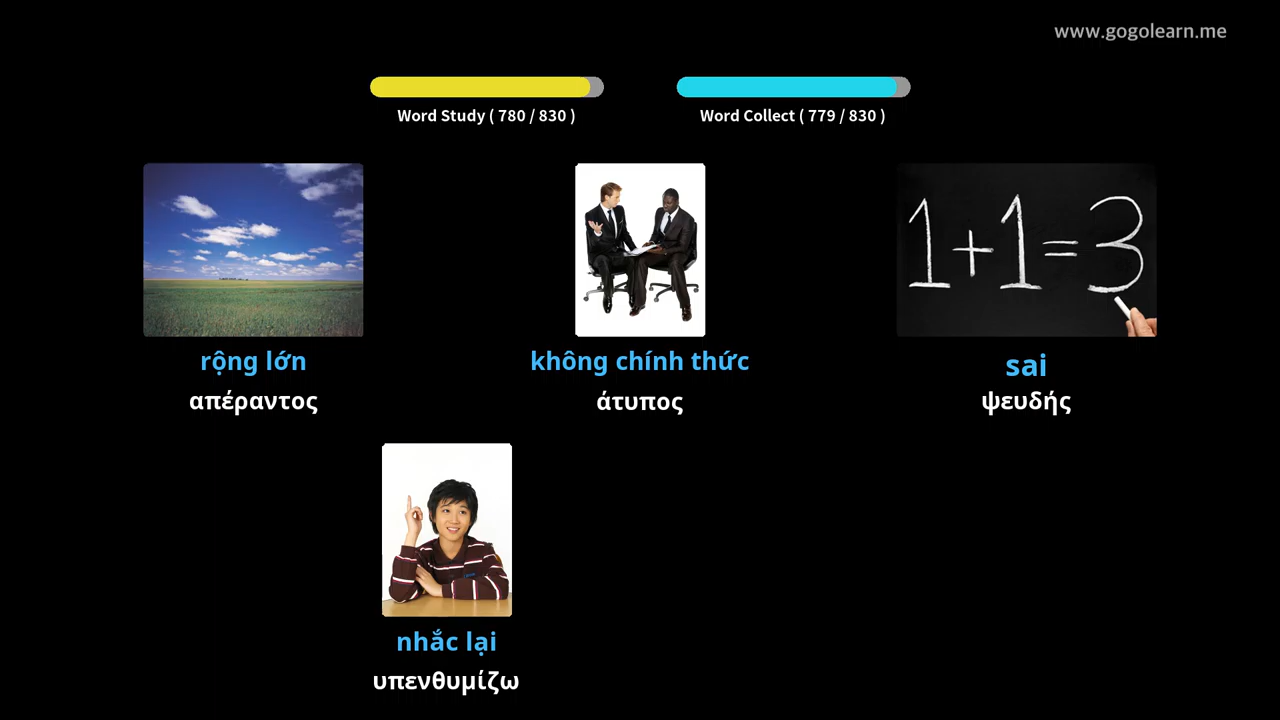 www.gogolearn.me
Word Study ( 780 / 830 )
Word Collect ( 779 / 830 )
1+1=3
rộng lớn
không chính thức
sai
απέραντος
άτυπος
ψευδής
nhắc lại
υπενθυμίζω